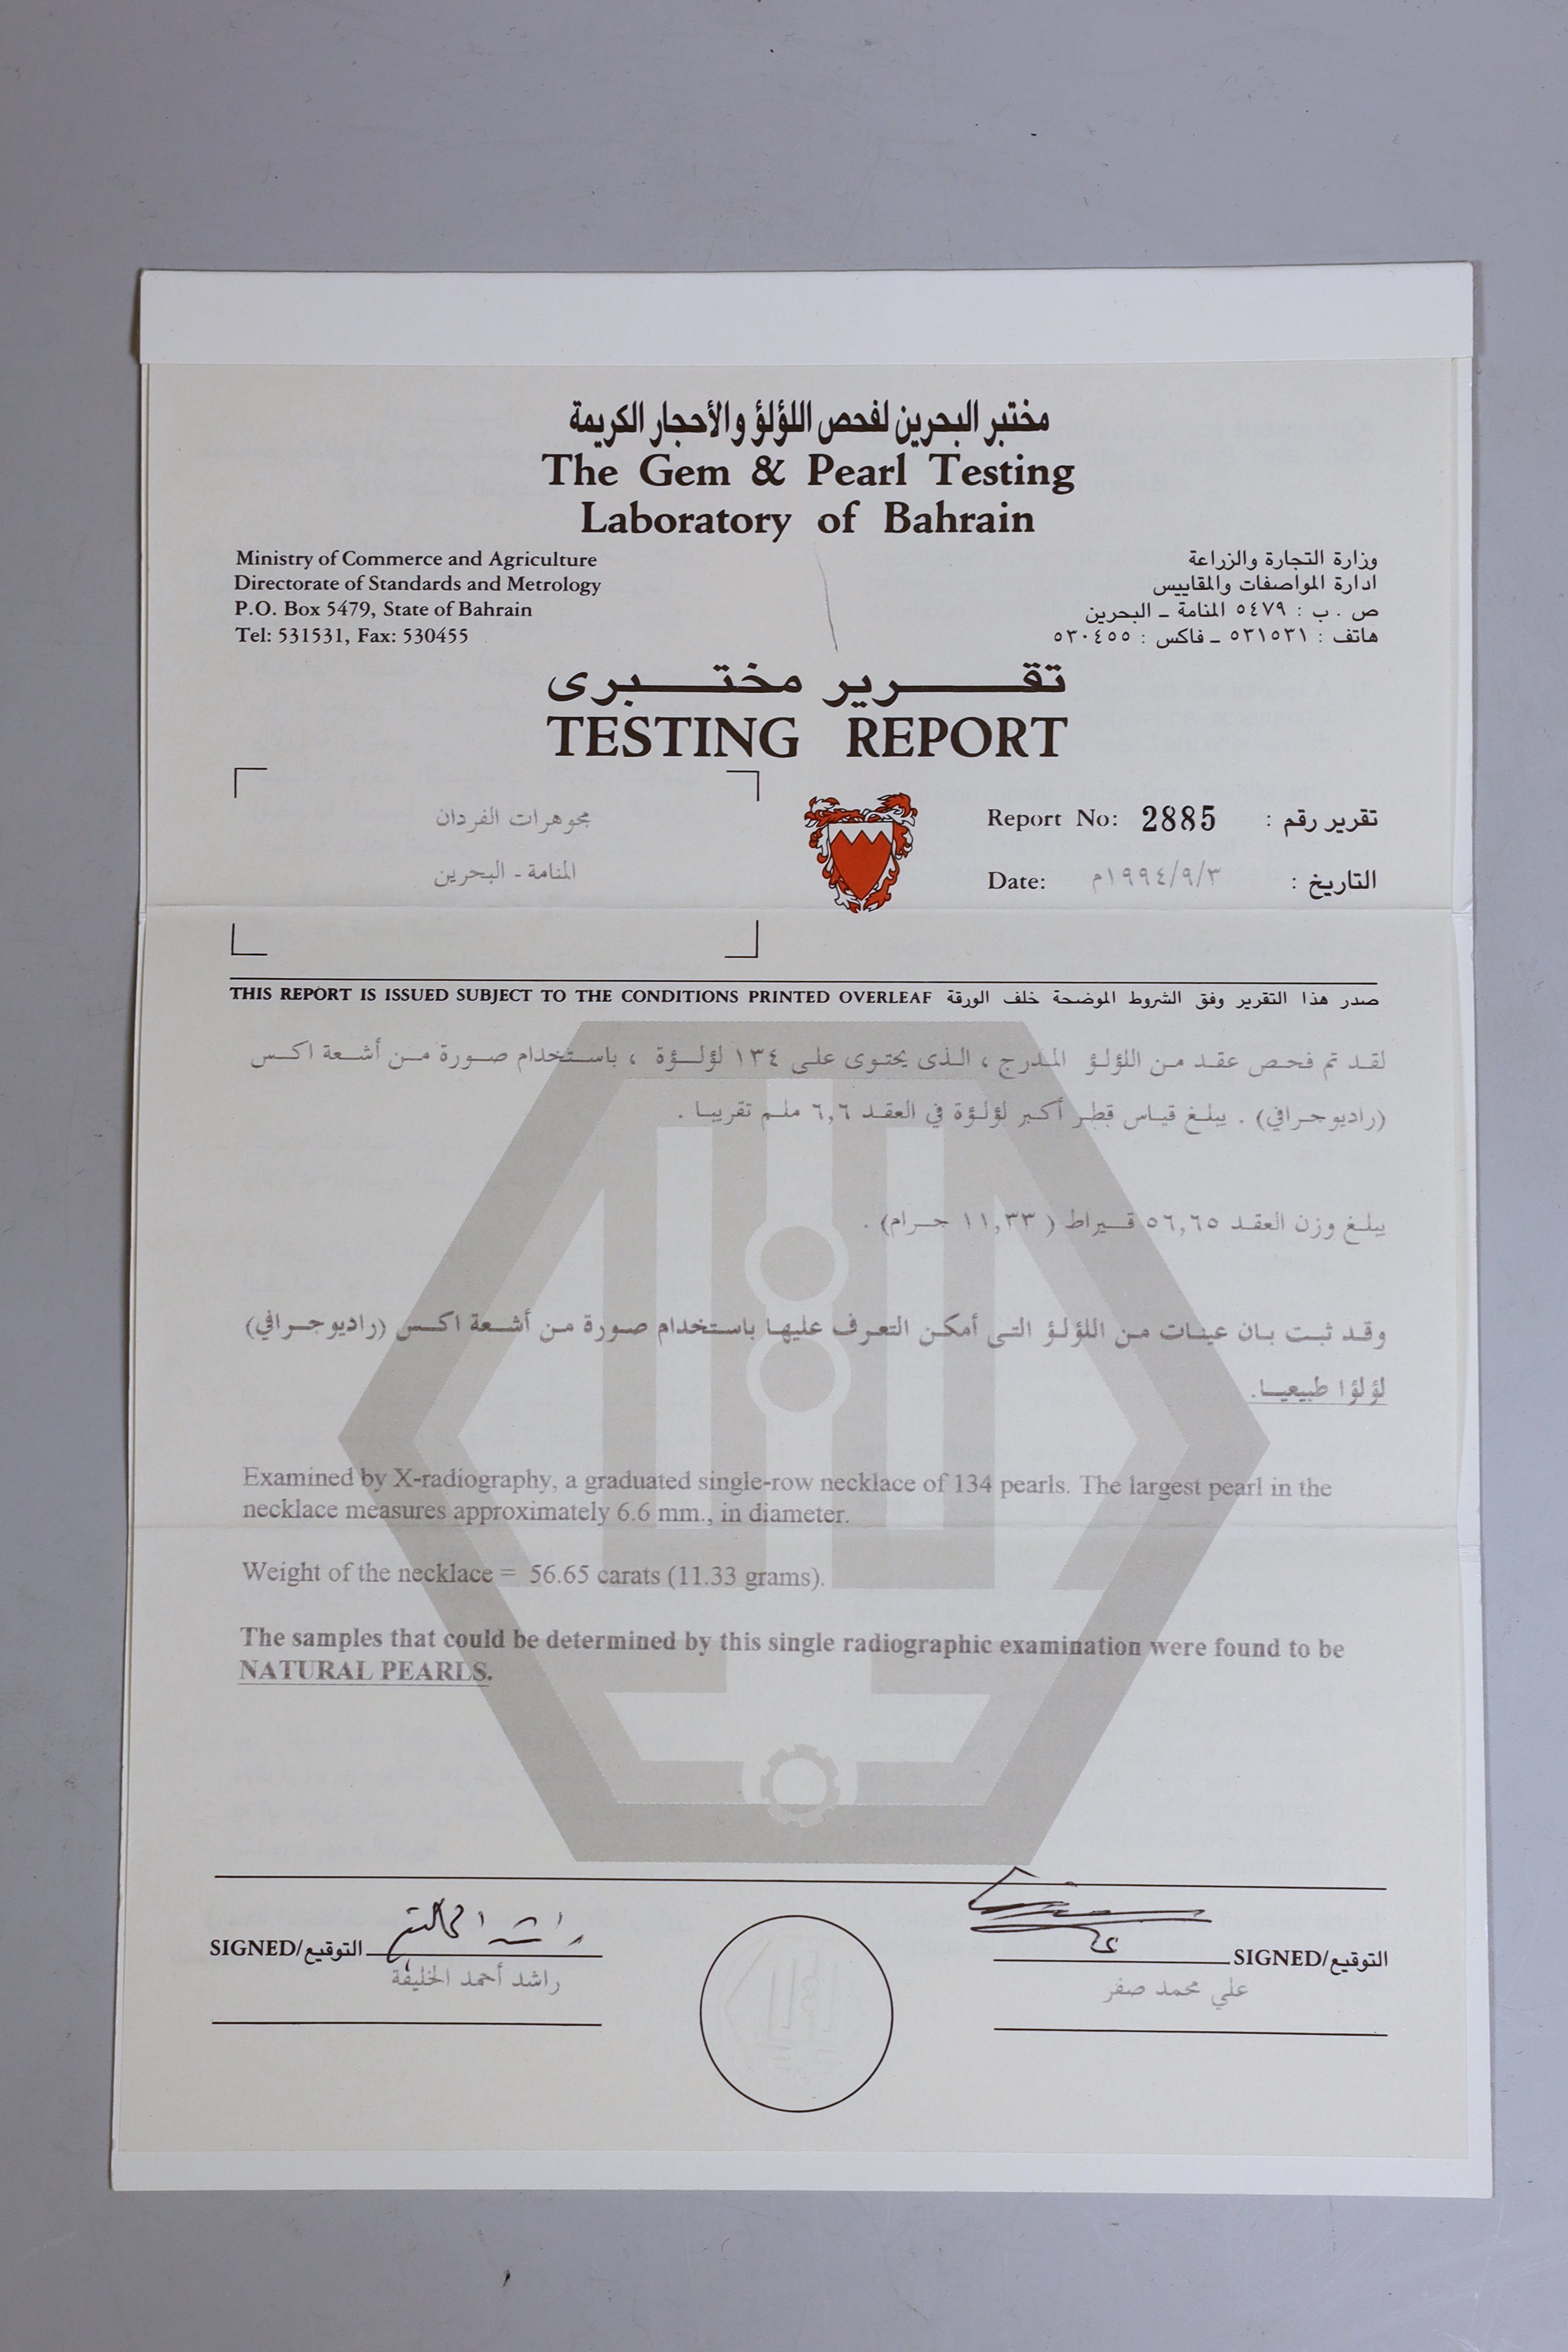 مختبر البحرين لفحص اللؤلؤ والأحجار الكريمة
The Gem & Pearl Testing
Laboratory of Bahrain
Ministry of Commerce and Agriculture
Directorate of Standards and Metrology
P.O. Box 5479, State of Bahrain
Tel: 531531, Fax: 530455
وزارة التجارة والزراعة
ادارة المواصفات والمقاييس
ص . ب : ٥٤٧٩ المنامة - البحرين
هاتف : ٥٣١٥٣١ - فاكس : ٥٣٠٤٥٥
تقرير مختبرى
TESTING REPORT
مجوهرات الفردان
المنامة - البحرين
Report No: 2885 تقرير رقم :
Date: ١٩٩٤/٩/٣م التاريخ :
THIS REPORT IS ISSUED SUBJECT TO THE CONDITIONS PRINTED OVERLEAF صدر هذا التقرير وفق الشروط الموضحة خلف الورقة
لقد تم فحص عقد من اللؤلؤ المدرج ، الذى يحتوى على ١٣٤ لؤلؤة ، باستخدام صورة من أشعة اكس
(راديوجرافي) . يبلغ قياس قطر أكبر لؤلؤة في العقد ٦,٦ ملم تقريبا .
يبلغ وزن العقد ٥٦,٦٥ قيراط ( ١١,٣٣ جرام) .
وقد ثبت بان عينات من اللؤلؤ التى أمكن التعرف عليها باستخدام صورة من أشعة اكس (راديوجرافي)
لؤلؤا طبيعيا.
Examined by X-radiography, a graduated single-row necklace of 134 pearls. The largest pearl in the
necklace measures approximately 6.6 mm., in diameter.
Weight of the necklace = 56.65 carats (11.33 grams).
The samples that could be determined by this single radiographic examination were found to be
NATURAL PEARLS.
SIGNED/التوقيع
راشد أحمد الخليفة
SIGNED/التوقيع
علي محمد صفر